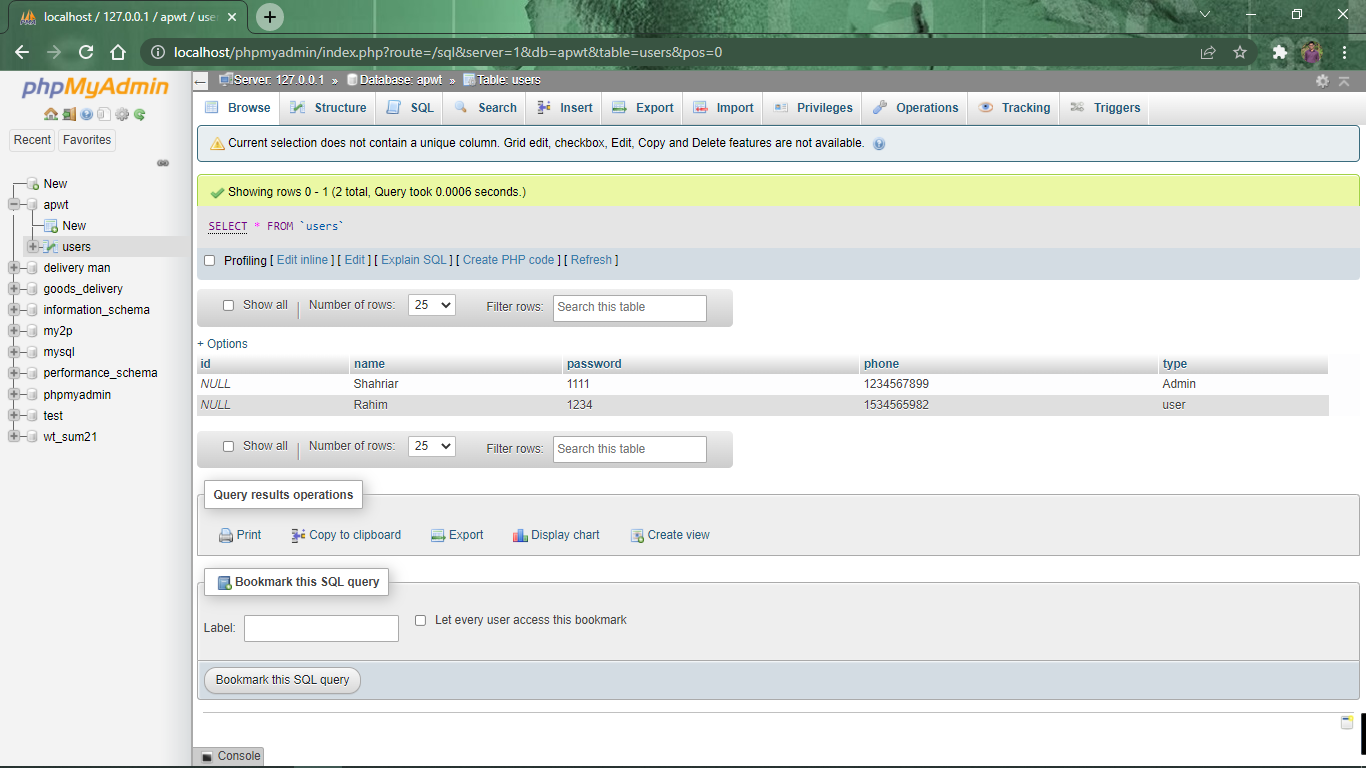 localhost / 127.0.0.1 / apwt / use
localhost/phpmyadmin/index.php?route=/sql&server=1&db=apwt&table=users&pos=0
phpMyAdmin
Recent Favorites
New
apwt
New
users
delivery man
goods_delivery
information_schema
my2p
mysql
performance_schema
phpmyadmin
test
wt_sum21
Server: 127.0.0.1 » Database: apwt » Table: users
Browse Structure SQL Search Insert Export Import Privileges Operations Tracking Triggers
Current selection does not contain a unique column. Grid edit, checkbox, Edit, Copy and Delete features are not available.
Showing rows 0 - 1 (2 total, Query took 0.0006 seconds.)
SELECT * FROM `users`
Profiling [ Edit inline ] [ Edit ] [ Explain SQL ] [ Create PHP code ] [ Refresh ]
Show all Number of rows: 25 Filter rows: Search this table
+ Options
id name password phone type
NULL Shahriar 1111 1234567899 Admin
NULL Rahim 1234 1534565982 user
Show all Number of rows: 25 Filter rows: Search this table
Query results operations
Print Copy to clipboard Export Display chart Create view
Bookmark this SQL query
Label: Let every user access this bookmark
Bookmark this SQL query
Console